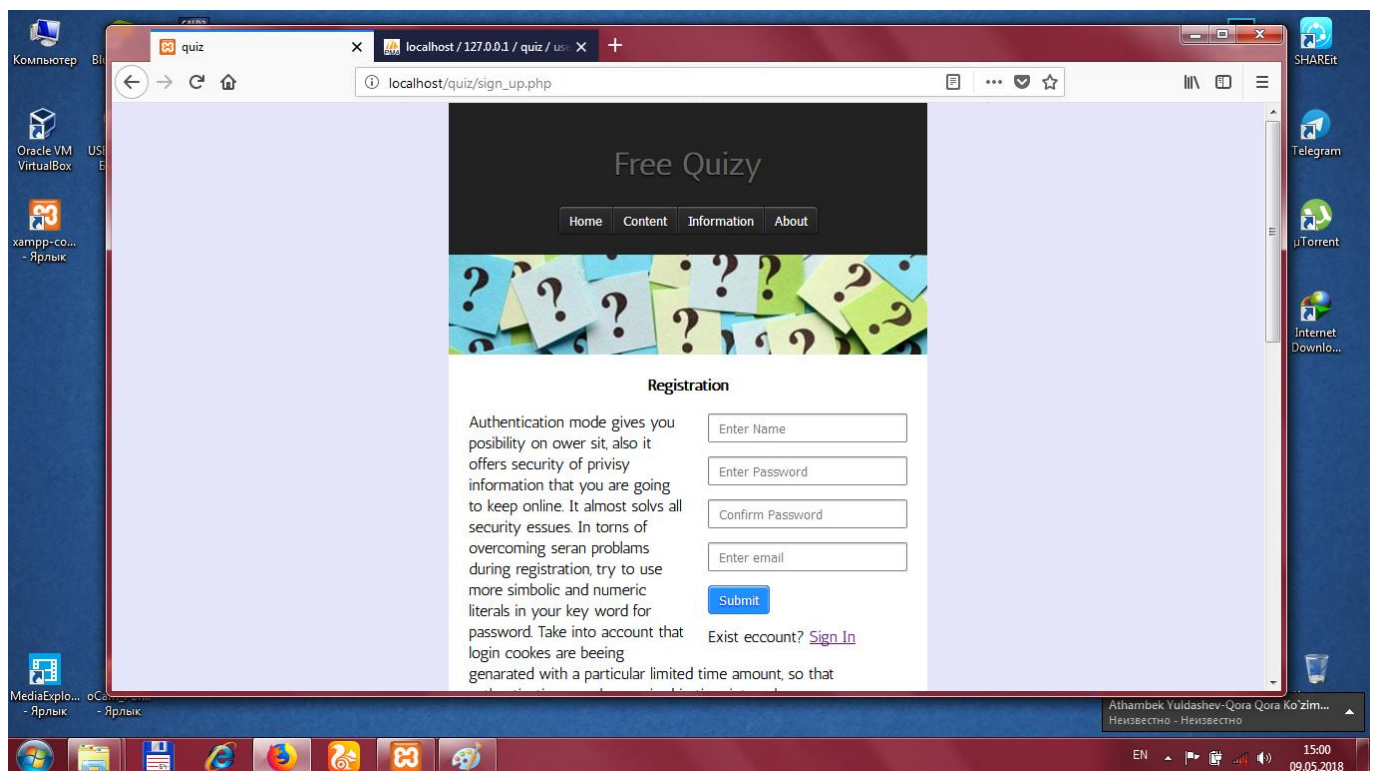 quiz
localhost / 127.0.0.1 / quiz / use
localhost/quiz/sign_up.php
Компьютер
SHAREit
Oracle VM
VirtualBox
Telegram
xampp-co...
- Ярлык
µTorrent
Internet
Downlo...
Free Quizy
Home Content Information About
Registration
Authentication mode gives you
posibility on ower sit, also it
offers security of privisy
information that you are going
to keep online. It almost solvs all
security essues. In torns of
overcoming seran problams
during registration, try to use
more simbolic and numeric
literals in your key word for
password. Take into account that
login cookes are beeing
genarated with a particular limited time amount, so that
Enter Name
Enter Password
Confirm Password
Enter email
Submit
Exist eccount? Sign In
MediaExplo...
- Ярлык
- Ярлык
Athambek Yuldashev-Qora Qora Ko`zim...
Неизвестно - Неизвестно
EN
15:00
09.05.2018